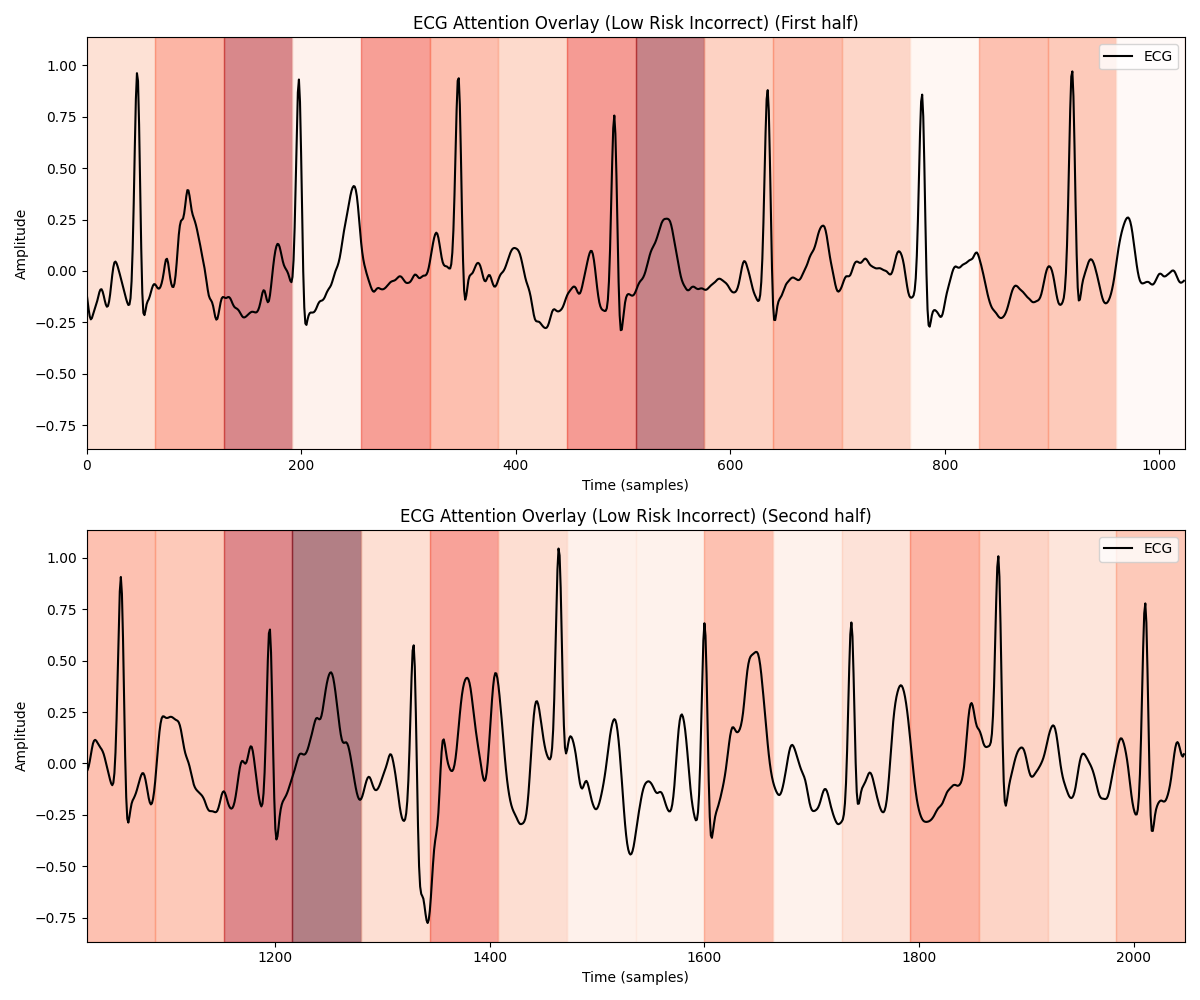 ECG Attention Overlay (Low Risk Incorrect) (First half)
1.00
0.75
0.50
0.25
0.00
−0.25
−0.50
−0.75
Amplitude
ECG
0 200 400 600 800 1000
Time (samples)
ECG Attention Overlay (Low Risk Incorrect) (Second half)
1.00
0.75
0.50
0.25
0.00
−0.25
−0.50
−0.75
Amplitude
ECG
1200 1400 1600 1800 2000
Time (samples)